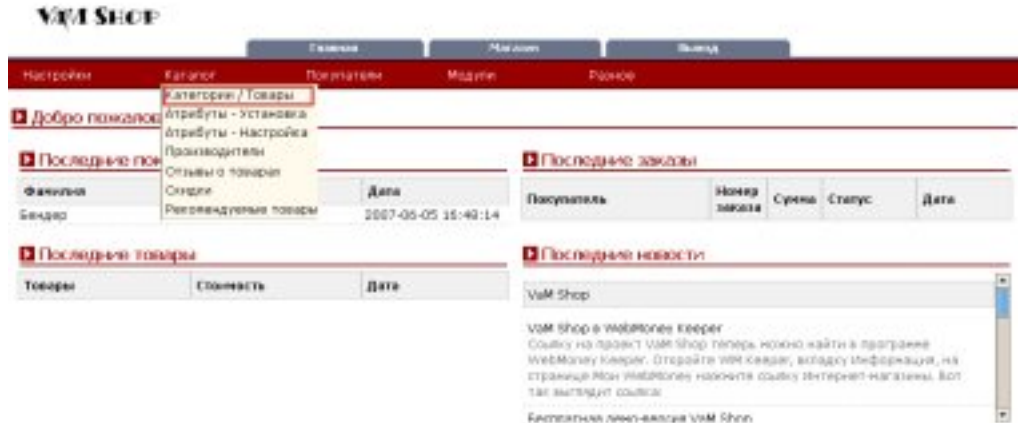 VaM Shop
Главная Магазин Выход
Настройки Каталог Покупатели Модули Разное
Категории / Товары
Добро пожалов
Атрибуты - Установка
Атрибуты - Настройка
Производители
Отзывы о товарах
Скидки
Рекомендуемые товары
Последние пок
Фамилия Дата
Бендер 2007-06-05 16:48:14
Последние заказы
Покупатель Номер заказа Сумма Статус Дата
Последние товары
Товары Стоимость Дата
Последние новости
VaM Shop
VaM Shop в WebMoney Keeper
Ссылку на проект VaM Shop теперь можно найти в программе
WebMoney Keeper. Откройте WM Keeper, вкладку Информация, на
странице Мои WebMoney нажмите ссылку Интернет-магазины. Вот
так выглядит ссылка:
Бесплатная демо-версия VaM Shop